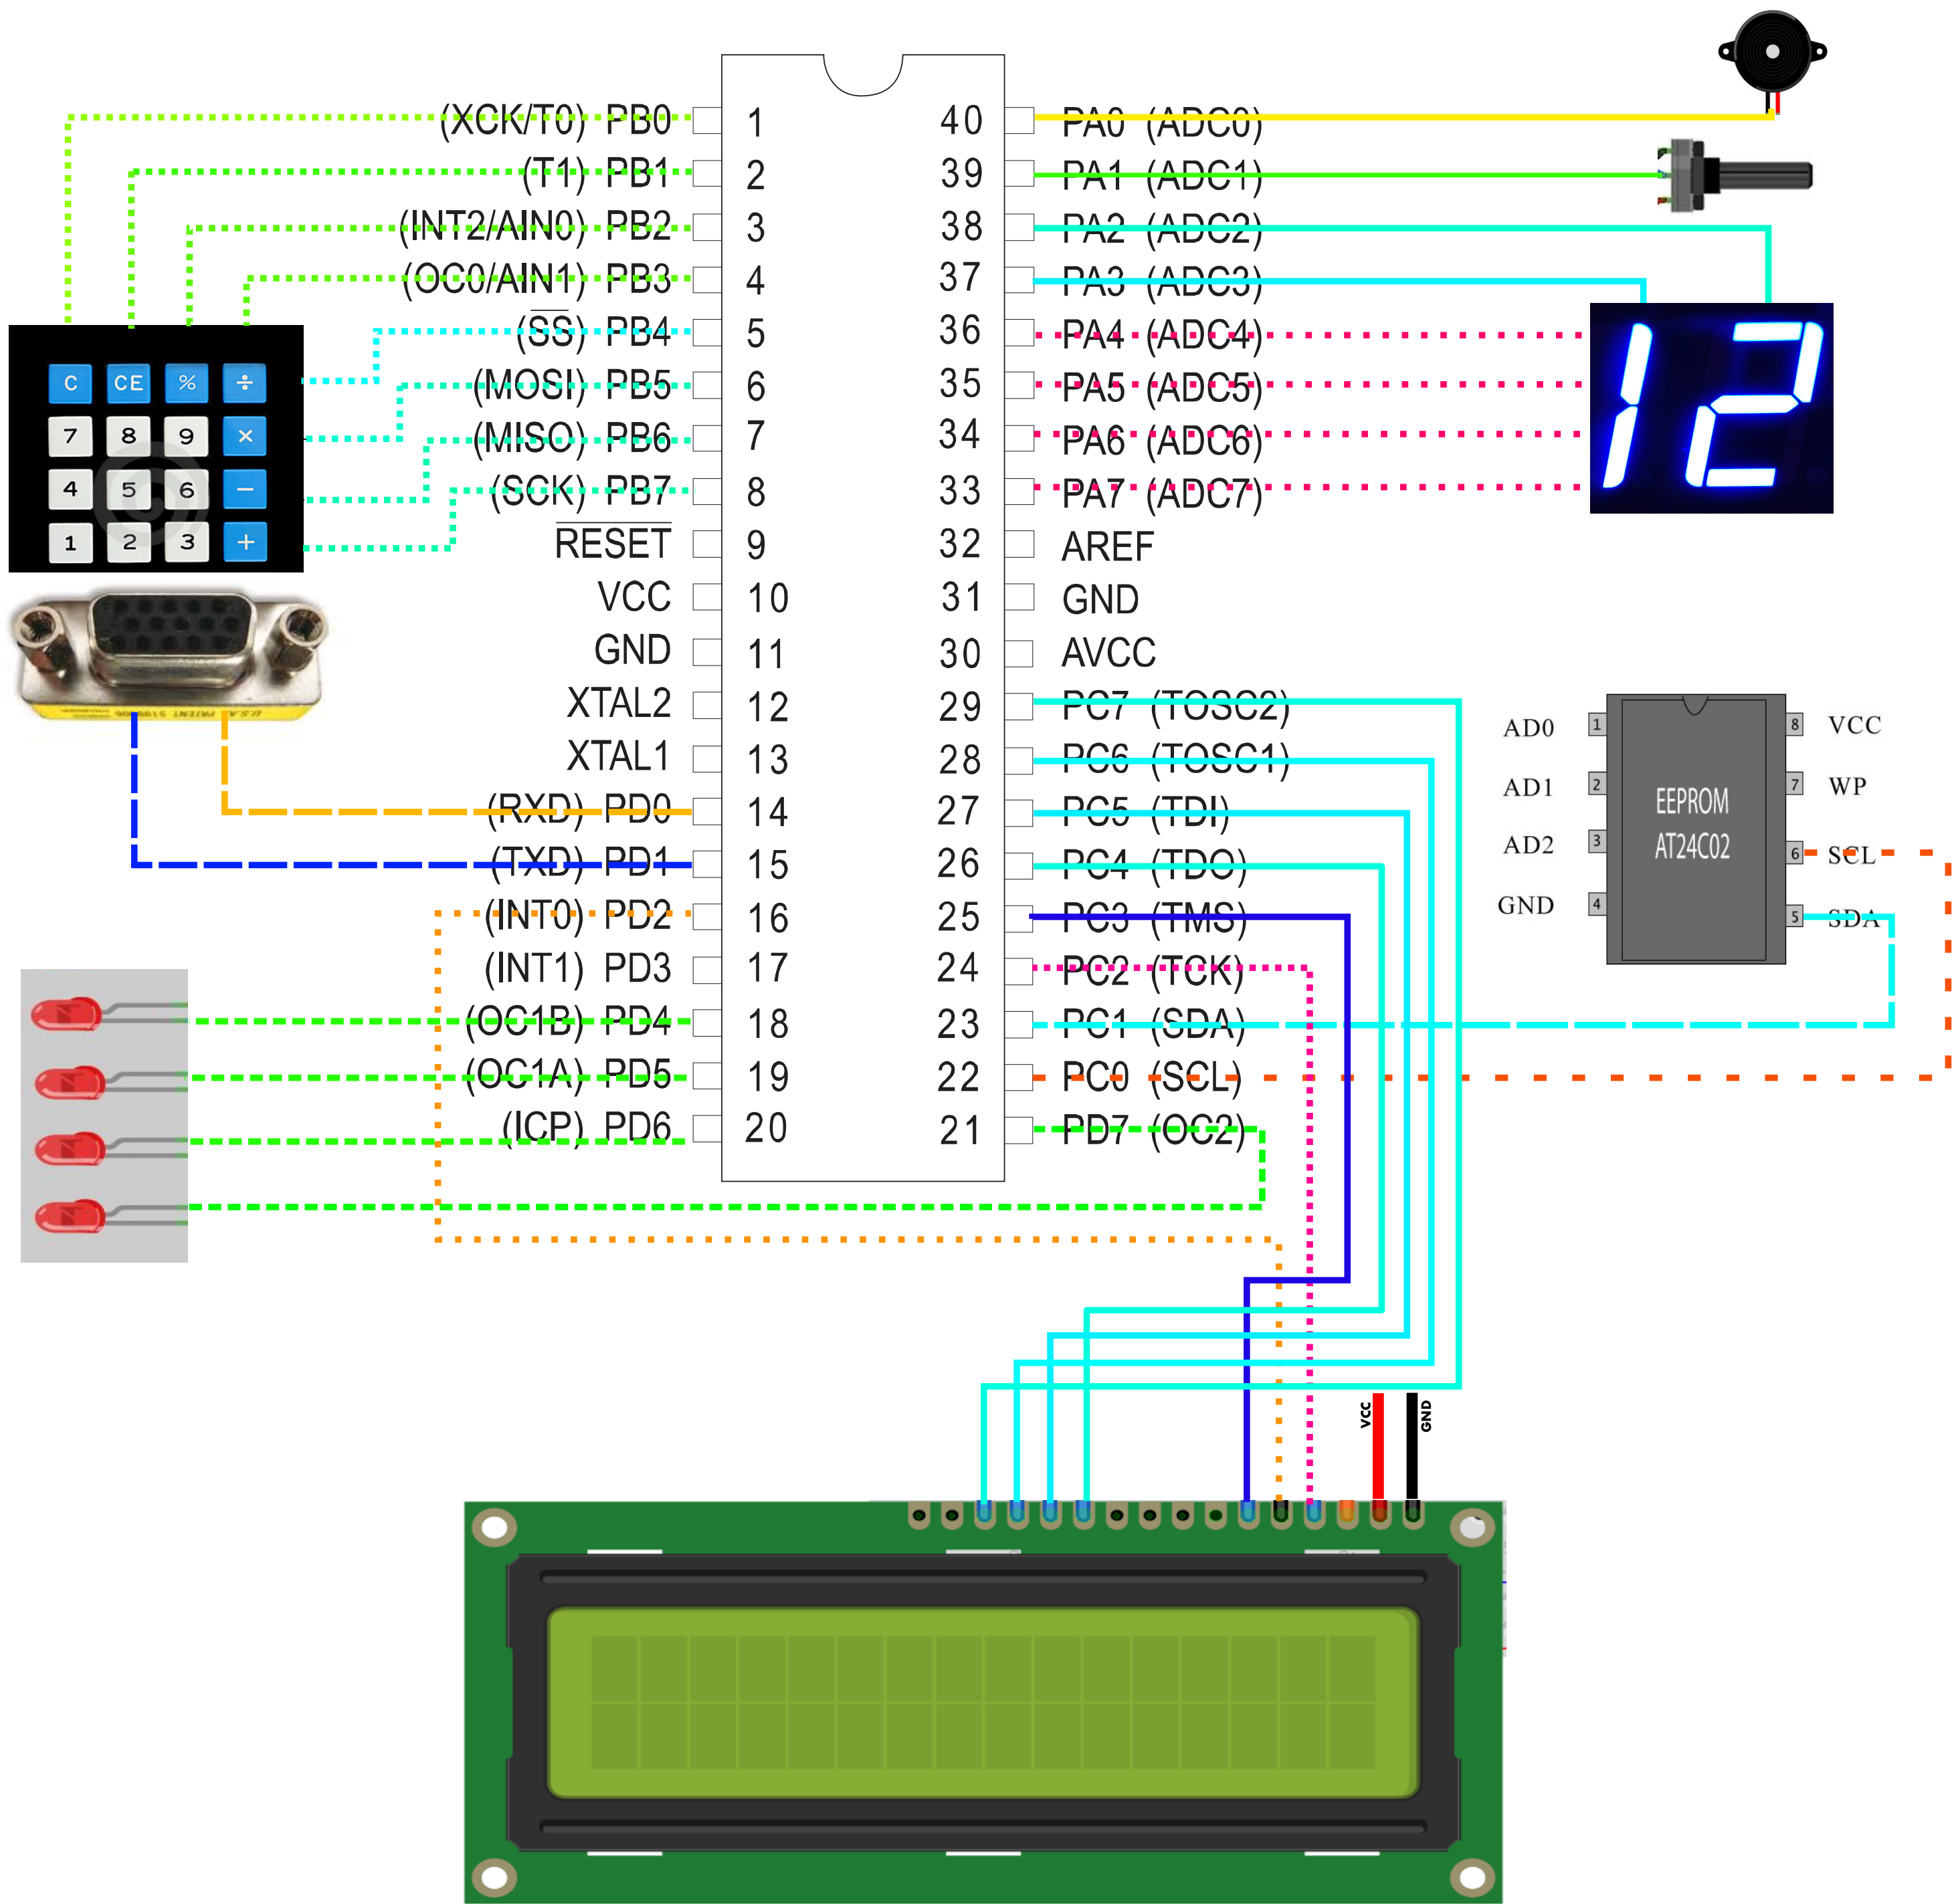 (XCK/T0) PB0 1 40 PA0 (ADC0)
(T1) PB1 2 39 PA1 (ADC1)
(INT2/AIN0) PB2 3 38 PA2 (ADC2)
(OC0/AIN1) PB3 4 37 PA3 (ADC3)
(SS) PB4 5 36 PA4 (ADC4)
(MOSI) PB5 6 35 PA5 (ADC5)
(MISO) PB6 7 34 PA6 (ADC6)
(SCK) PB7 8 33 PA7 (ADC7)
RESET 9 32 AREF
VCC 10 31 GND
GND 11 30 AVCC
XTAL2 12 29 PC7 (TOSC2)
XTAL1 13 28 PC6 (TOSC1)
(RXD) PD0 14 27 PC5 (TDI)
(TXD) PD1 15 26 PC4 (TDO)
(INT0) PD2 16 25 PC3 (TMS)
(INT1) PD3 17 24 PC2 (TCK)
(OC1B) PD4 18 23 PC1 (SDA)
(OC1A) PD5 19 22 PC0 (SCL)
(ICP) PD6 20 21 PD7 (OC2)
C CE % ÷
7 8 9 ×
4 5 6 −
1 2 3 +
12
U.S.A. PATENT
AD0 1 8 VCC
AD1 2 7 WP
EEPROM
AT24C02
AD2 3 6 SCL
GND 4 5 SDA
VCC
GND